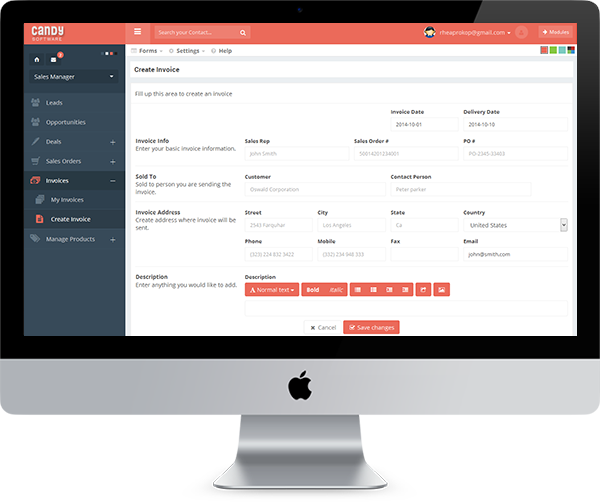 CANDY
SOFTWARE
Search your Contact...
rheaprokop@gmail.com
Modules
2
Forms
Settings
Help
Sales Manager
Create Invoice
Leads
Opportunities
Deals
Sales Orders
Invoices
My Invoices
Create Invoice
Manage Products
Fill up this area to create an invoice
Invoice Date
Delivery Date
2014-10-01
2014-10-10
Invoice Info
Enter your basic invoice information.
Sales Rep
Sales Order #
PO #
John Smith
50014201234001
PO-2345-33403
Sold To
Sold to person you are sending the
invoice.
Customer
Contact Person
Oswald Corporation
Peter parker
Invoice Address
Create address where invoice will be
sent.
Street
City
State
Country
2543 Farquhar
Los Angeles
Ca
United States
Phone
Mobile
Fax
Email
(323) 234 832 3422
(332) 234 948 333
john@smith.com
Description
Enter anything you would like to add.
Description
A Normal text
Bold
Italic
Cancel
Save changes